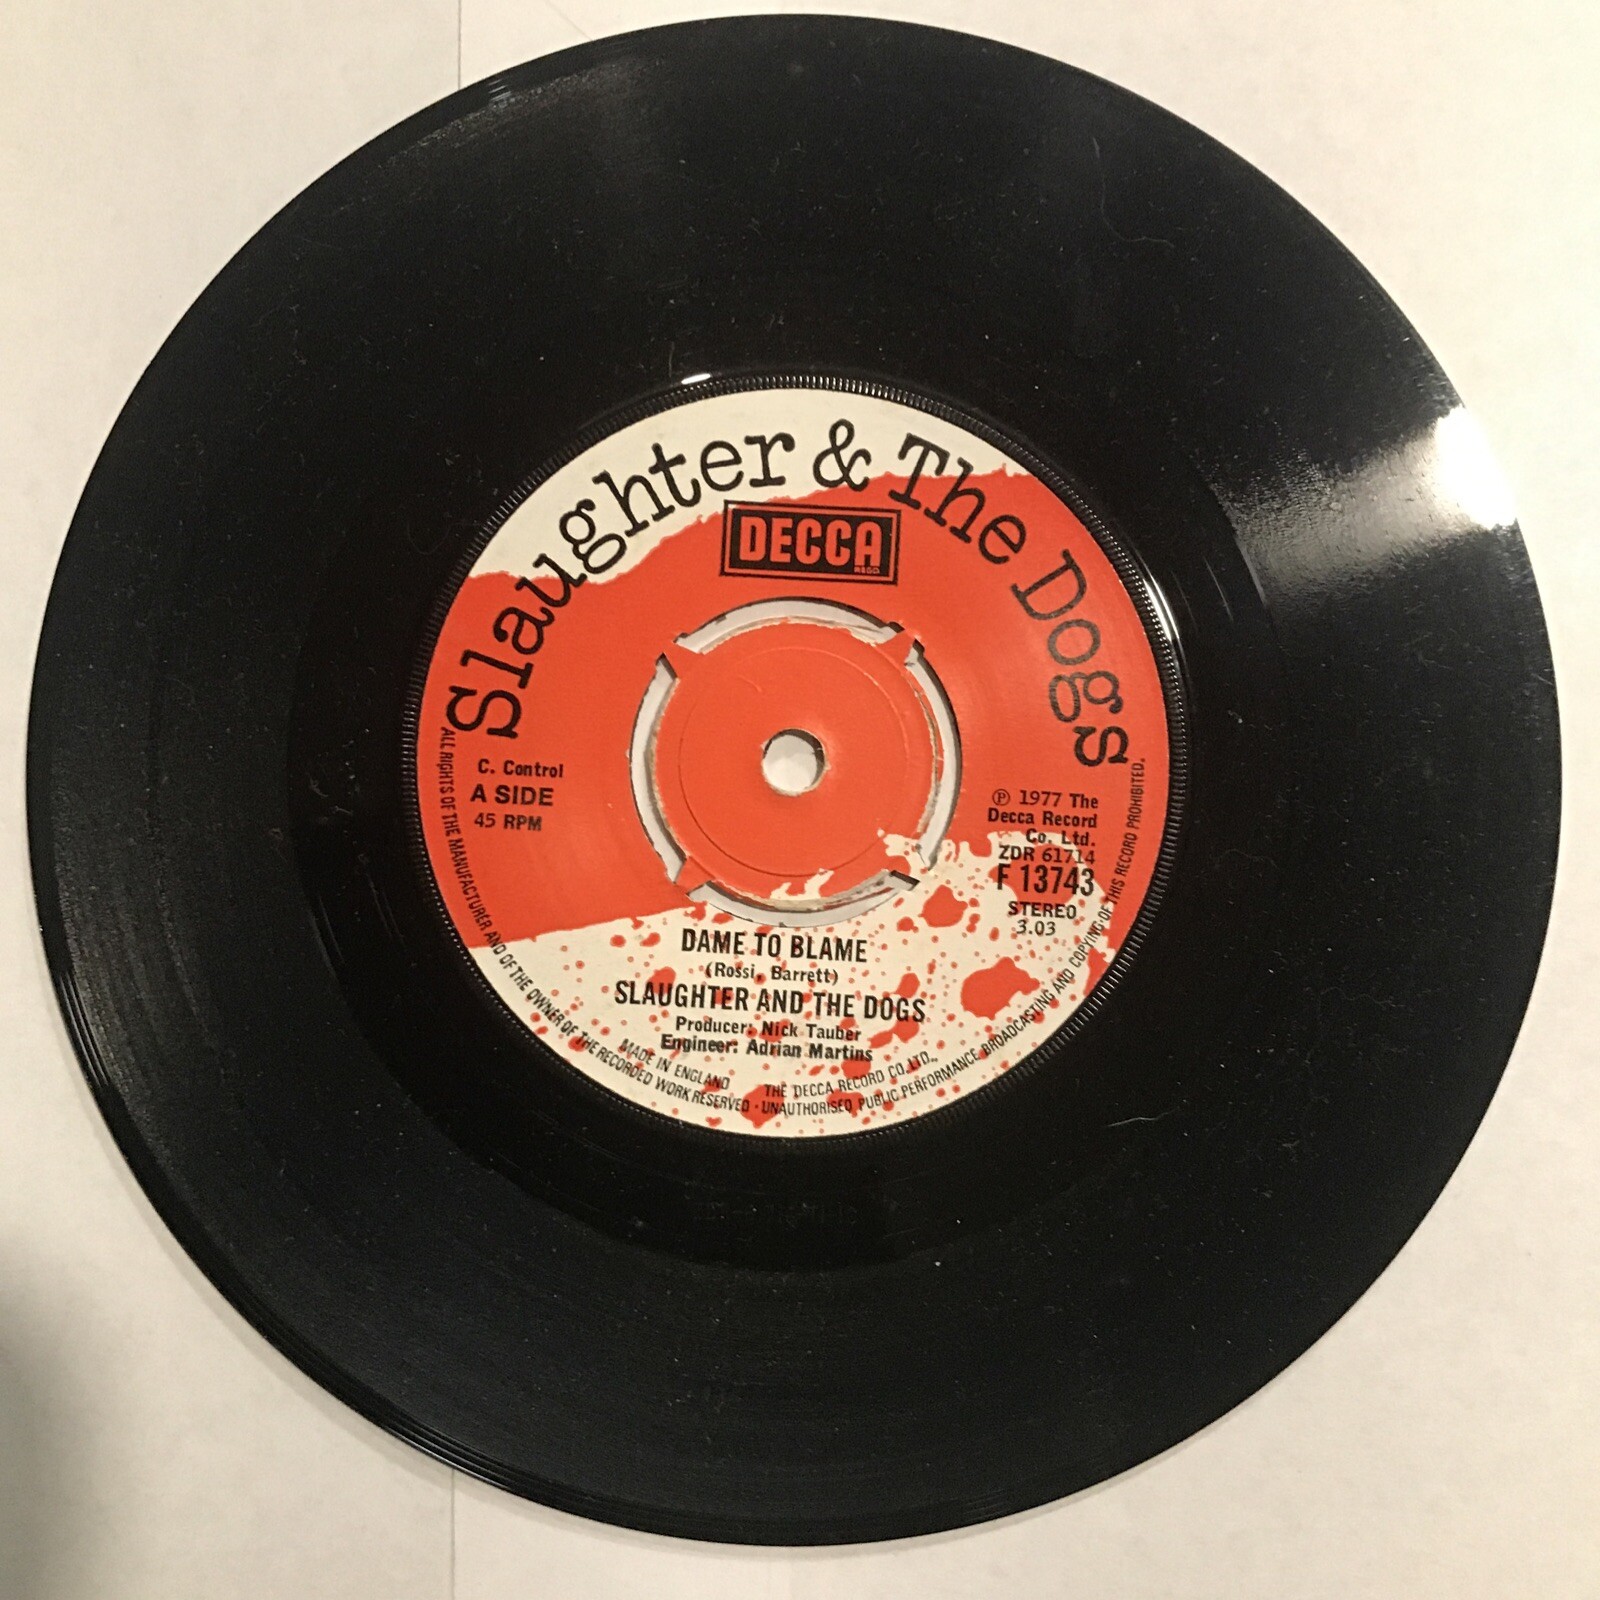 Slaughter & The Dogs
DECCA
REGD.
C. Control
A SIDE
45 RPM
℗ 1977 The
Decca Record
Co. Ltd.
ZDR 61714
F 13743
STEREO
3.03
DAME TO BLAME
(Rossi, Barrett)
SLAUGHTER AND THE DOGS
Producer: Nick Tauber
Engineer: Adrian Martins
MADE IN ENGLAND
THE DECCA RECORD CO. LTD.,
ALL RIGHTS OF THE MANUFACTURER AND OF THE OWNER OF THE RECORDED WORK RESERVED · UNAUTHORISED PUBLIC PERFORMANCE BROADCASTING AND COPYING OF THIS RECORD PROHIBITED.